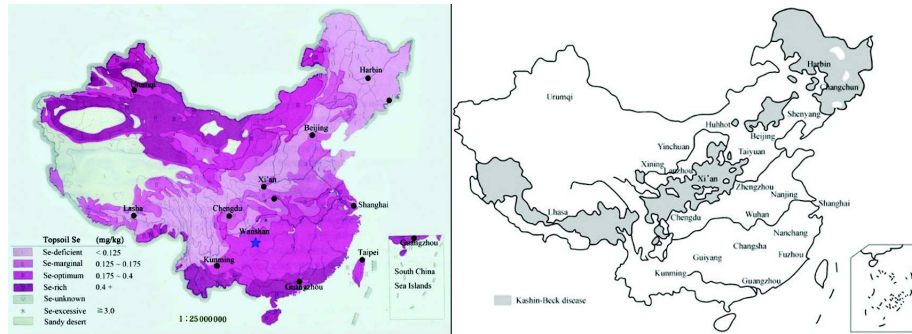 Harbin
Urumqi
Beijing
Xi'an
Lasha
Chengdu
Shanghai
Wanshan
Kunming
Guangzhou
Taipei
Topsoil Se (mg/kg)
Se-deficient < 0.125
Se-marginal 0.125 – 0.175
Se-optimum 0.175 – 0.4
Se-rich 0.4 +
Se-unknown
Se-excessive ≧3.0
Sandy desert
1:25000000
Guangzhou
South China
Sea Islands
Harbin
Changchun
Urumqi
Shenyang
Huhhot
Beijing
Yinchuan
Taiyuan
Xining
Lanzhou
Xi'an
Zhengzhou
Nanjing
Shanghai
Lhasa
Chengdu
Wuhan
Nanchang
Changsha
Fuzhou
Guiyang
Kunming
Guangzhou
Kashin-Beck disease